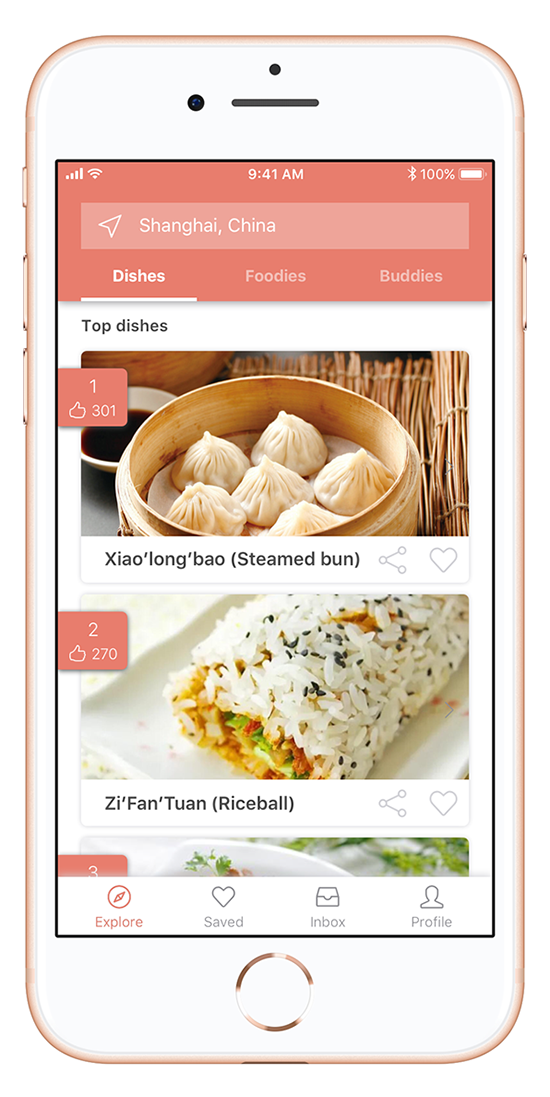 9:41 AM
100%
Shanghai, China
Dishes Foodies Buddies
Top dishes
1
301
Xiao’long’bao (Steamed bun)
2
270
Zi’Fan’Tuan (Riceball)
3
Explore Saved Inbox Profile